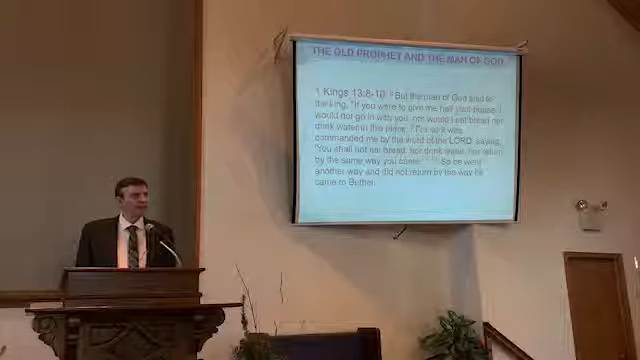 THE OLD PROPHET AND THE MAN OF GOD
1 Kings 13:8-10 8 But the man of God said to
the king, "If you were to give me half your house, I
would not go in with you; nor would I eat bread nor
drink water in this place. 9 For so it was
commanded me by the word of the LORD, saying,
'You shall not eat bread, nor drink water, nor return
by the same way you came.' " 10 So he went
another way and did not return by the way he
came to Bethel.